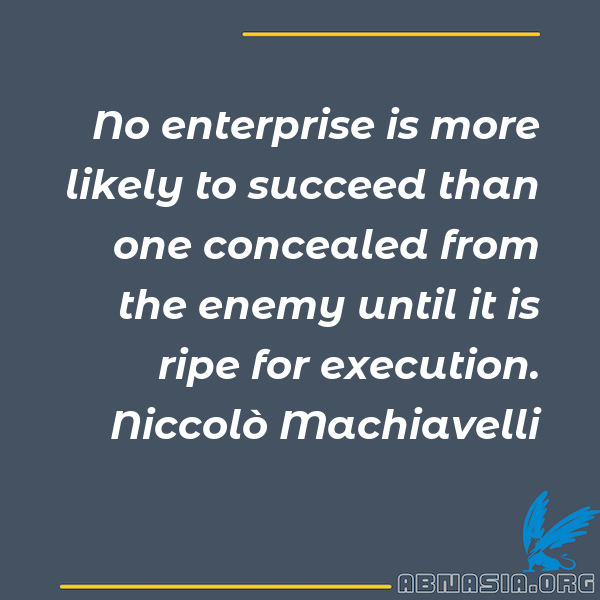 No enterprise is more
likely to succeed than
one concealed from
the enemy until it is
ripe for execution.
Niccolò Machiavelli
ABNASIA.ORG